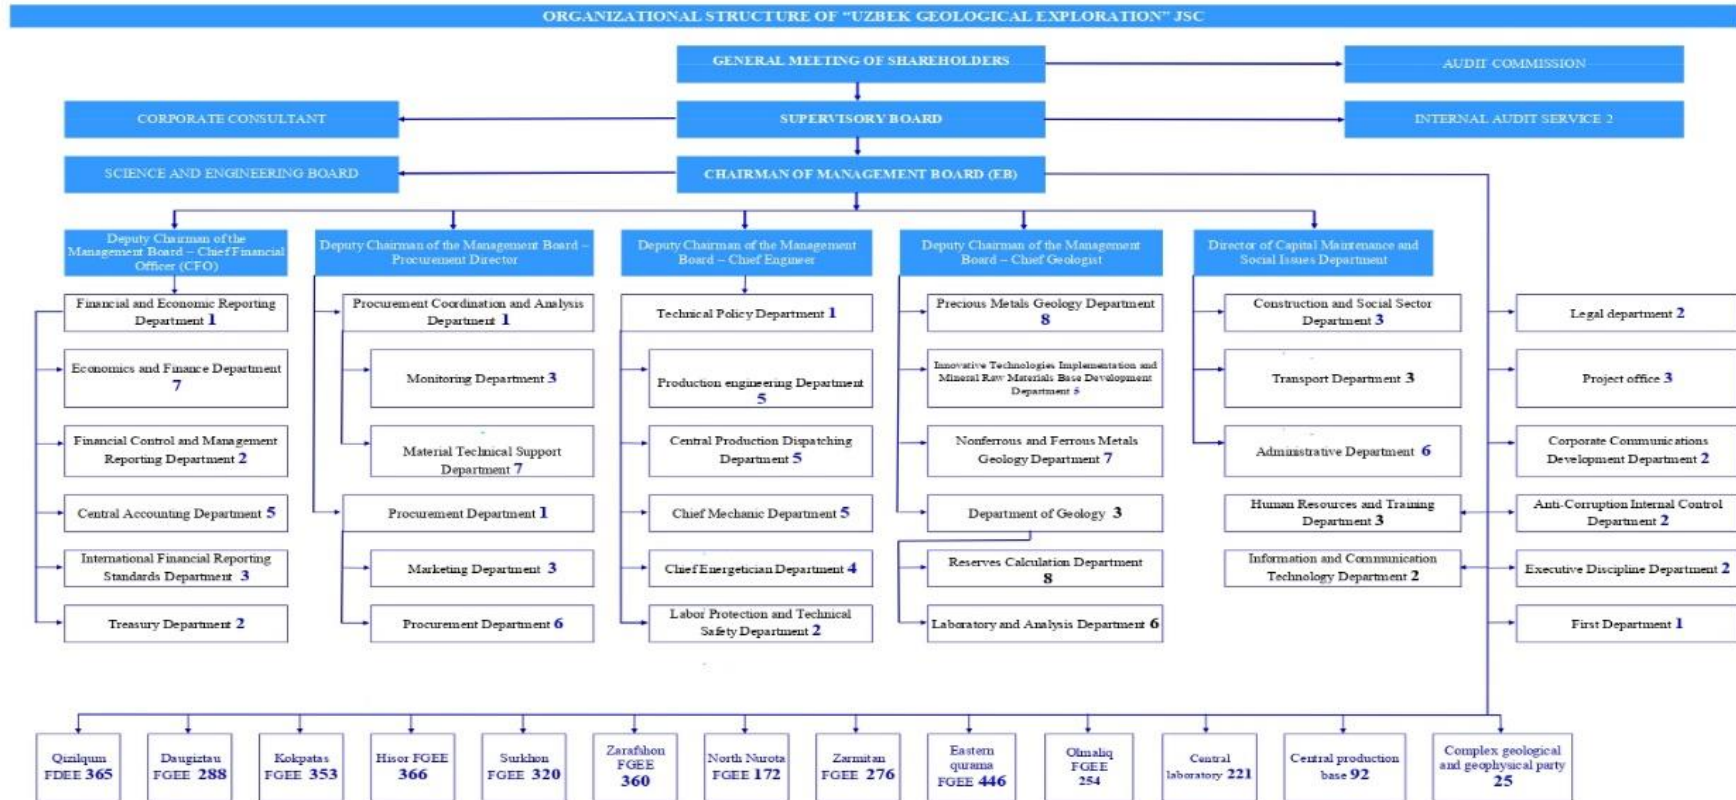 ORGANIZATIONAL STRUCTURE OF “UZBEK GEOLOGICAL EXPLORATION” JSC
GENERAL MEETING OF SHAREHOLDERS
AUDIT COMMISSION
CORPORATE CONSULTANT
SUPERVISORY BOARD
INTERNAL AUDIT SERVICE 2
SCIENCE AND ENGINEERING BOARD
CHAIRMAN OF MANAGEMENT BOARD (EB)
Deputy Chairman of the
Management Board – Chief Financial
Officer (CFO)
Financial and Economic Reporting
Department 1
Economics and Finance Department
7
Financial Control and Management
Reporting Department 2
Central Accounting Department 5
International Financial Reporting
Standards Department 3
Treasury Department 2
Deputy Chairman of the Management Board –
Procurement Director
Procurement Coordination and Analysis
Department 1
Monitoring Department 3
Material Technical Support
Department 7
Procurement Department 1
Marketing Department 3
Procurement Department 6
Deputy Chairman of the Management
Board – Chief Engineer
Technical Policy Department 1
Production engineering Department
5
Central Production Dispatching
Department 5
Chief Mechanic Department 5
Chief Energetician Department 4
Labor Protection and Technical
Safety Department 2
Deputy Chairman of the Management
Board – Chief Geologist
Precious Metals Geology Department
8
Innovative Technologies Implementation and
Mineral Raw Materials Base Development
Department 5
Nonferrous and Ferrous Metals
Geology Department 7
Department of Geology 3
Reserves Calculation Department
8
Laboratory and Analysis Department 6
Director of Capital Maintenance and
Social Issues Department
Construction and Social Sector
Department 3
Transport Department 3
Administrative Department 6
Human Resources and Training
Department 3
Information and Communication
Technology Department 2
Legal department 2
Project office 3
Corporate Communications
Development Department 2
Anti-Corruption Internal Control
Department 2
Executive Discipline Department 2
First Department 1
Qizilqum
FDEE 365
Daugiztau
FGEE 288
Kokpatas
FGEE 353
Hisor FGEE
366
Surkhon
FGEE 320
Zarafshon
FGEE
360
North Nurota
FGEE 172
Zarmitan
FGEE 276
Eastern
qurama
FGEE 446
Olmaliq
FGEE
254
Central
laboratory 221
Central production
base 92
Complex geological
and geophysical party
25